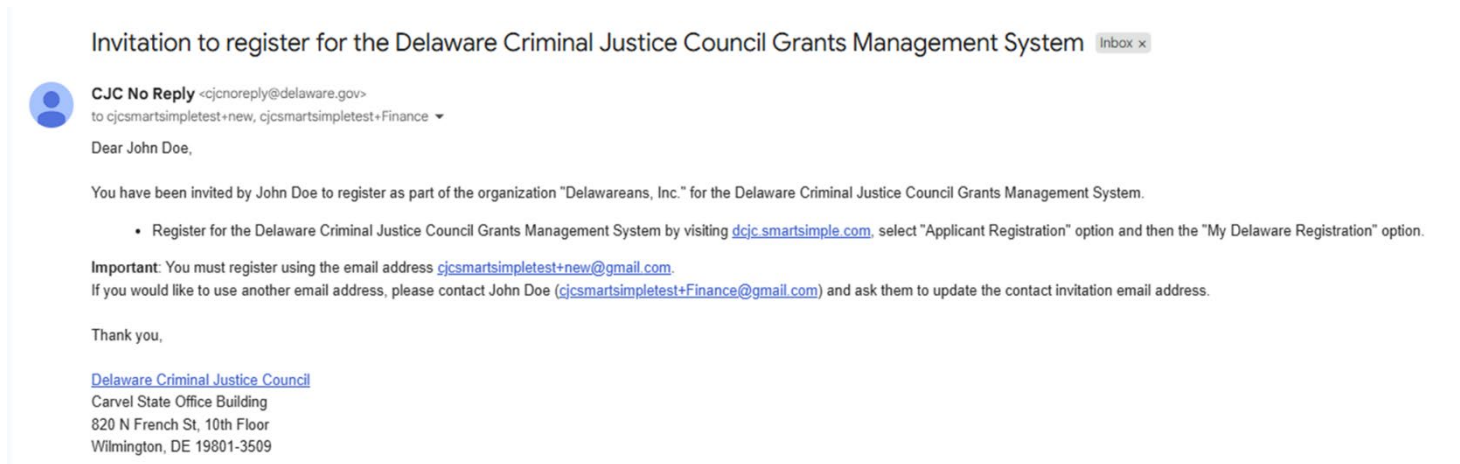 Invitation to register for the Delaware Criminal Justice Council Grants Management System Inbox ×
CJC No Reply <cjcnoreply@delaware.gov>
to cjcsmartsimpletest+new, cjcsmartsimpletest+Finance
Dear John Doe,
You have been invited by John Doe to register as part of the organization "Delawareans, Inc." for the Delaware Criminal Justice Council Grants Management System.
• Register for the Delaware Criminal Justice Council Grants Management System by visiting dcjc.smartsimple.com, select "Applicant Registration" option and then the "My Delaware Registration" option.
Important: You must register using the email address cjcsmartsimpletest+new@gmail.com.
If you would like to use another email address, please contact John Doe (cjcsmartsimpletest+Finance@gmail.com) and ask them to update the contact invitation email address.
Thank you,
Delaware Criminal Justice Council
Carvel State Office Building
820 N French St, 10th Floor
Wilmington, DE 19801-3509